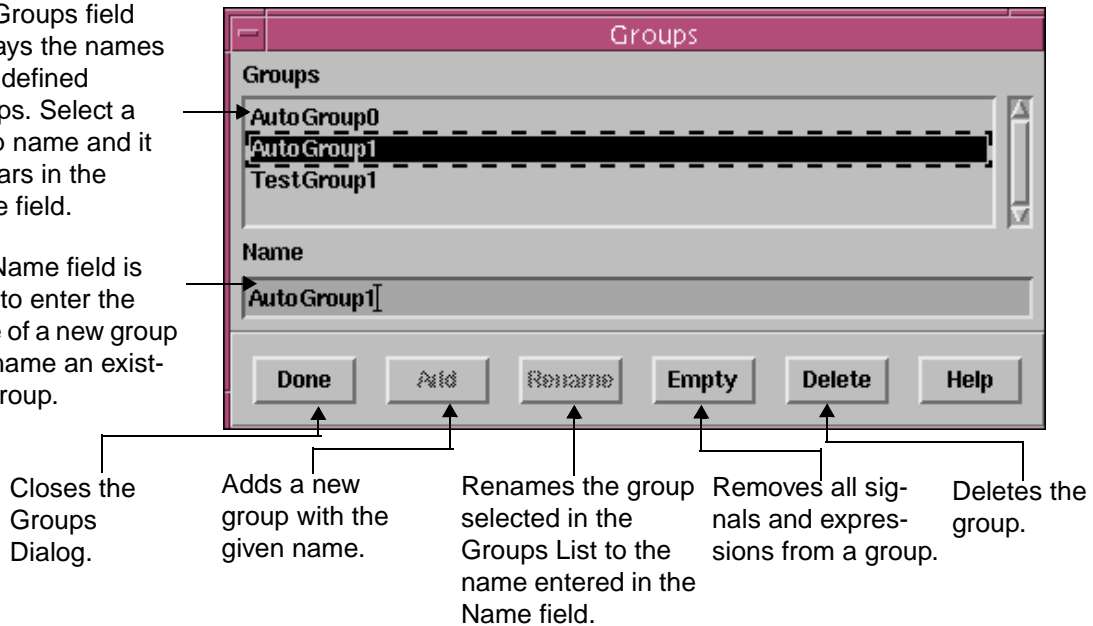 Groups field
ays the names
defined
ps. Select a
name and it
ars in the
e field.
Name field is
to enter the
e of a new group
name an exist-
roup.
Groups
Groups
AutoGroup0
AutoGroup1
TestGroup1
Name
AutoGroup1
Done
Add
Rename
Empty
Delete
Help
Closes the
Groups
Dialog.
Adds a new
group with the
given name.
Renames the group
selected in the
Groups List to the
name entered in the
Name field.
Removes all sig-
nals and expres-
sions from a group.
Deletes the
group.